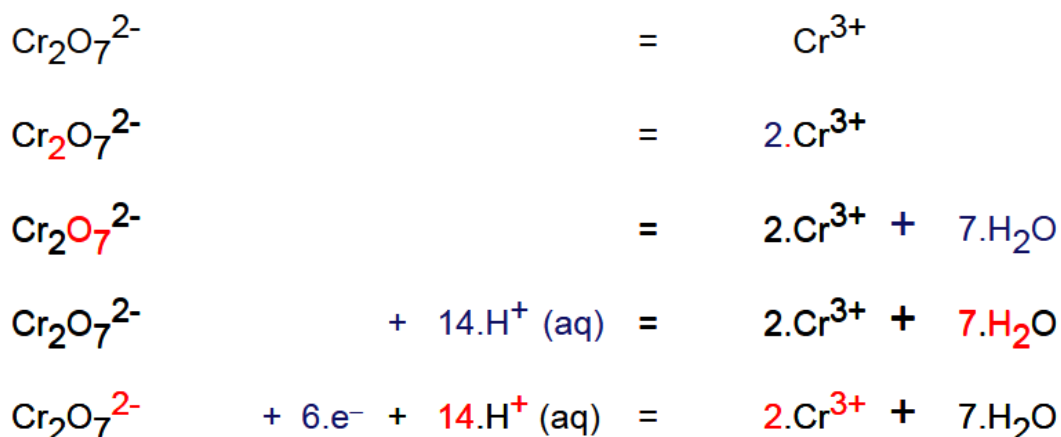 Cr₂O₇²⁻ = Cr³⁺
Cr₂O₇²⁻ = 2.Cr³⁺
Cr₂O₇²⁻ = 2.Cr³⁺ + 7.H₂O
Cr₂O₇²⁻ + 14.H⁺ (aq) = 2.Cr³⁺ + 7.H₂O
Cr₂O₇²⁻ + 6.e⁻ + 14.H⁺ (aq) = 2.Cr³⁺ + 7.H₂O